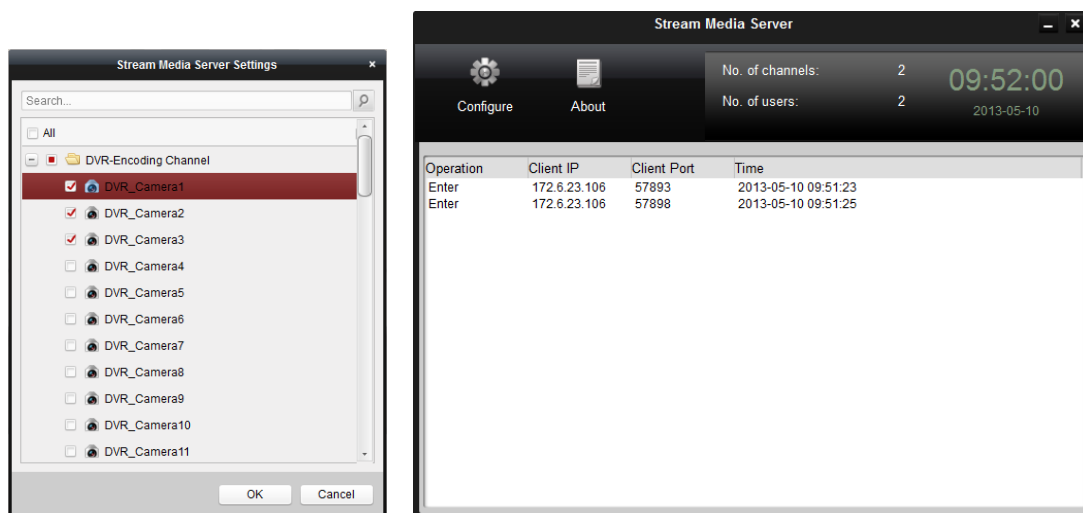 Stream Media Server Settings
Search...
All
DVR-Encoding Channel
DVR_Camera1
DVR_Camera2
DVR_Camera3
DVR_Camera4
DVR_Camera5
DVR_Camera6
DVR_Camera7
DVR_Camera8
DVR_Camera9
DVR_Camera10
DVR_Camera11
OK Cancel
Stream Media Server
Configure About
No. of channels: 2
No. of users: 2
09:52:00
2013-05-10
Operation Client IP Client Port Time
Enter 172.6.23.106 57893 2013-05-10 09:51:23
Enter 172.6.23.106 57898 2013-05-10 09:51:25